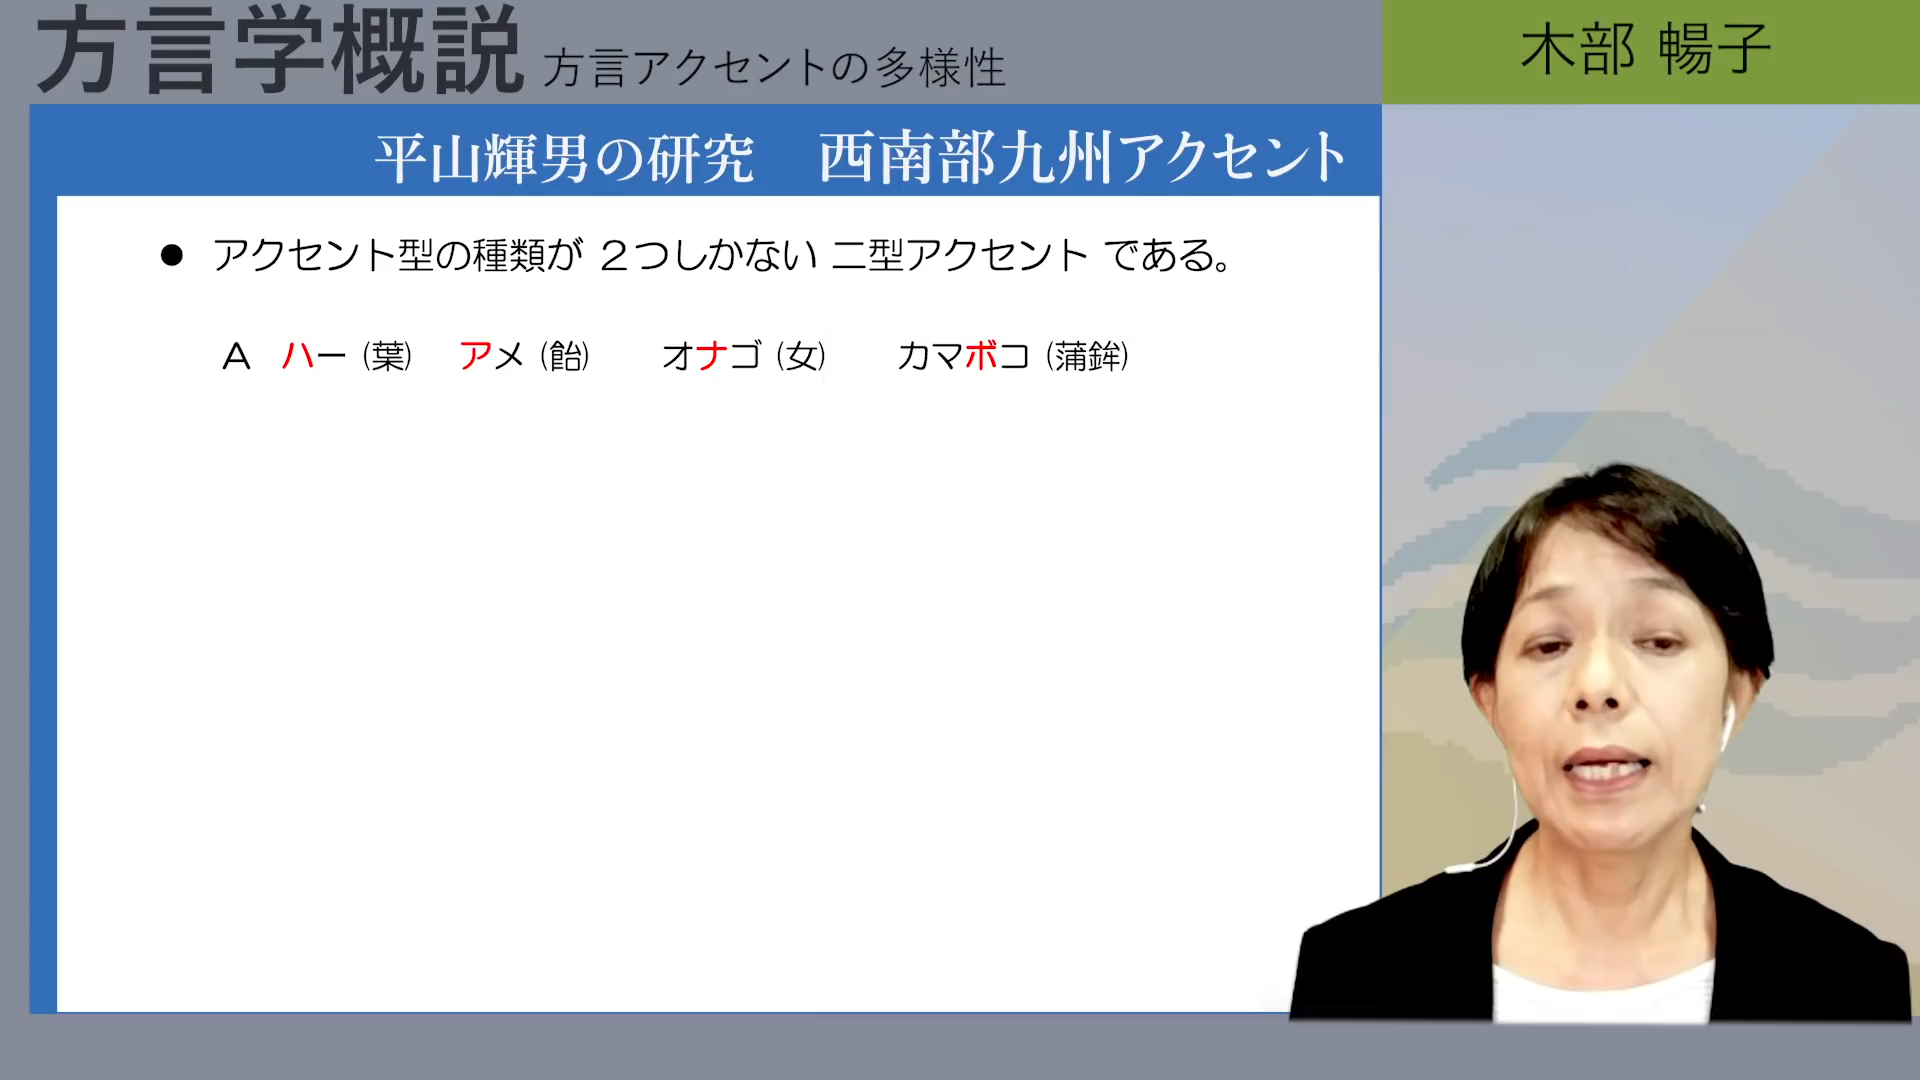 方言学概説 方言アクセントの多様性
木部 暢子
平山輝男の研究　西南部九州アクセント
● アクセント型の種類が ２つしかない 二型アクセント である。
A ハー (葉) アメ (飴) オナゴ (女) カマボコ (蒲鉾)